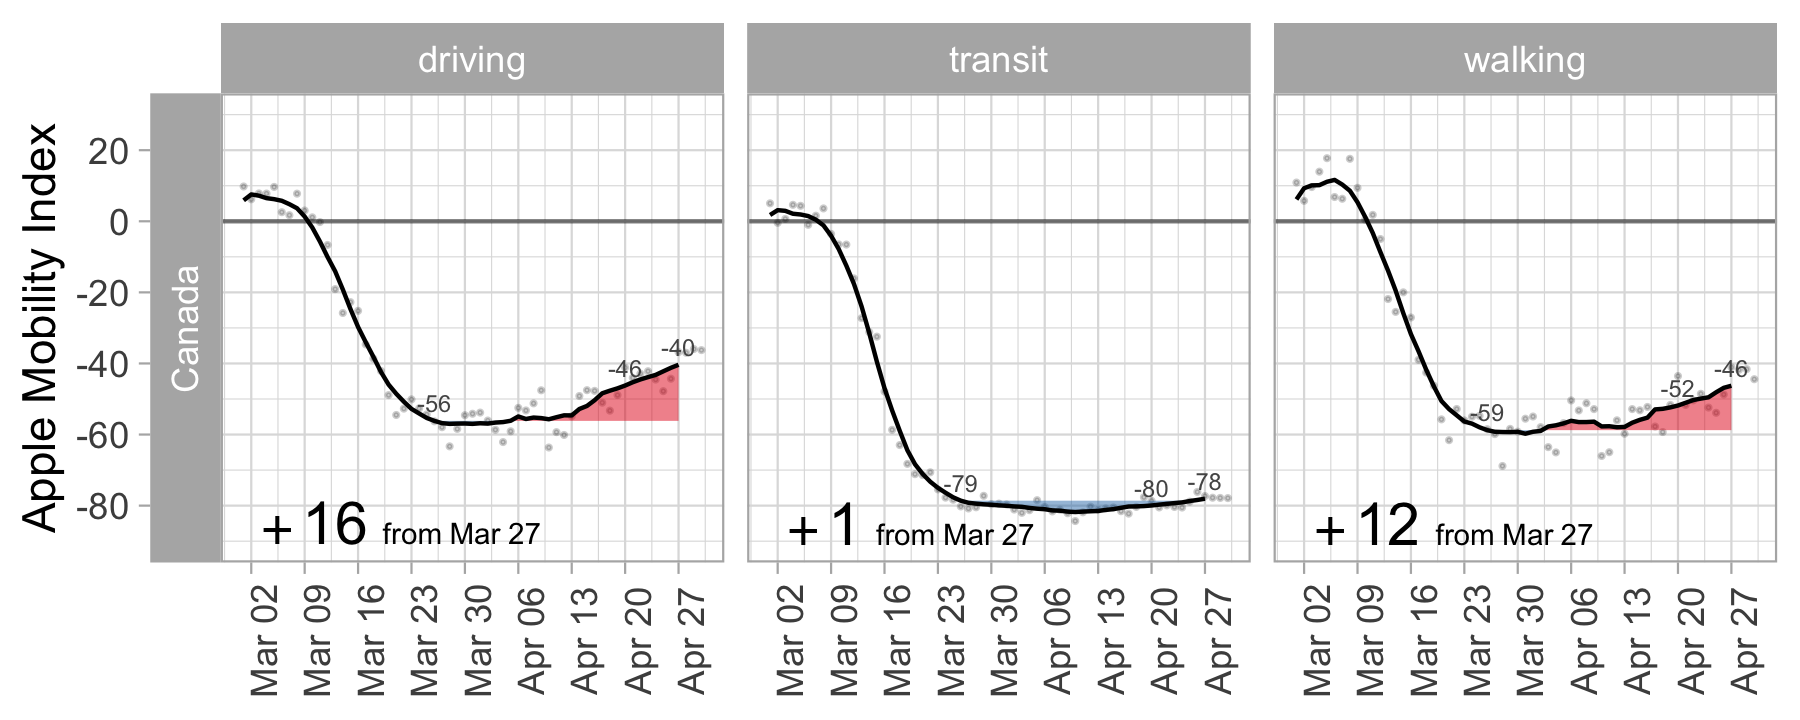 driving
transit
walking
Apple Mobility Index
Canada
20
0
-20
-40
-60
-80
-56
-46
-40
+ 16 from Mar 27
-79
-80
-78
+ 1 from Mar 27
-59
-52
-46
+ 12 from Mar 27
Mar 02
Mar 09
Mar 16
Mar 23
Mar 30
Apr 06
Apr 13
Apr 20
Apr 27
Mar 02
Mar 09
Mar 16
Mar 23
Mar 30
Apr 06
Apr 13
Apr 20
Apr 27
Mar 02
Mar 09
Mar 16
Mar 23
Mar 30
Apr 06
Apr 13
Apr 20
Apr 27